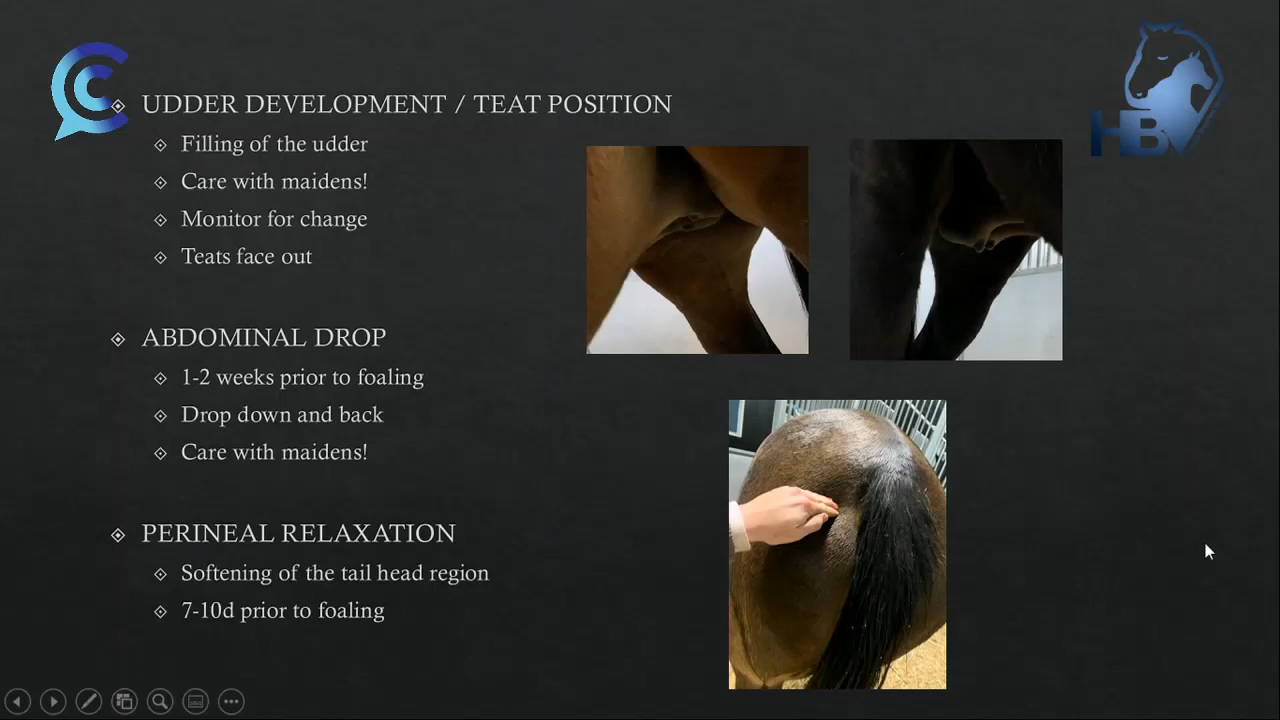 UDDER DEVELOPMENT / TEAT POSITION
Filling of the udder
Care with maidens!
Monitor for change
Teats face out
ABDOMINAL DROP
1-2 weeks prior to foaling
Drop down and back
Care with maidens!
PERINEAL RELAXATION
Softening of the tail head region
7-10d prior to foaling
HBV